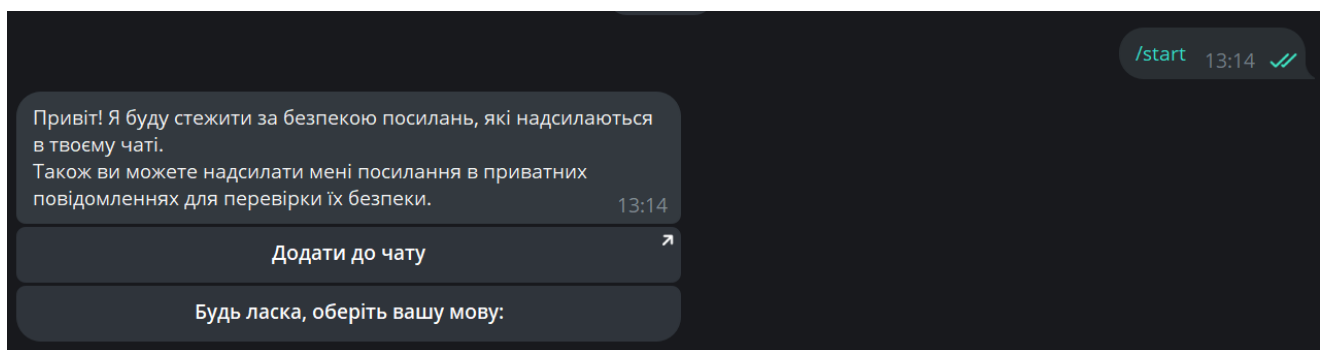 /start 13:14
Привіт! Я буду стежити за безпекою посилань, які надсилаються
в твоєму чаті.
Також ви можете надсилати мені посилання в приватних
повідомленнях для перевірки їх безпеки. 13:14
Додати до чату
Будь ласка, оберіть вашу мову: